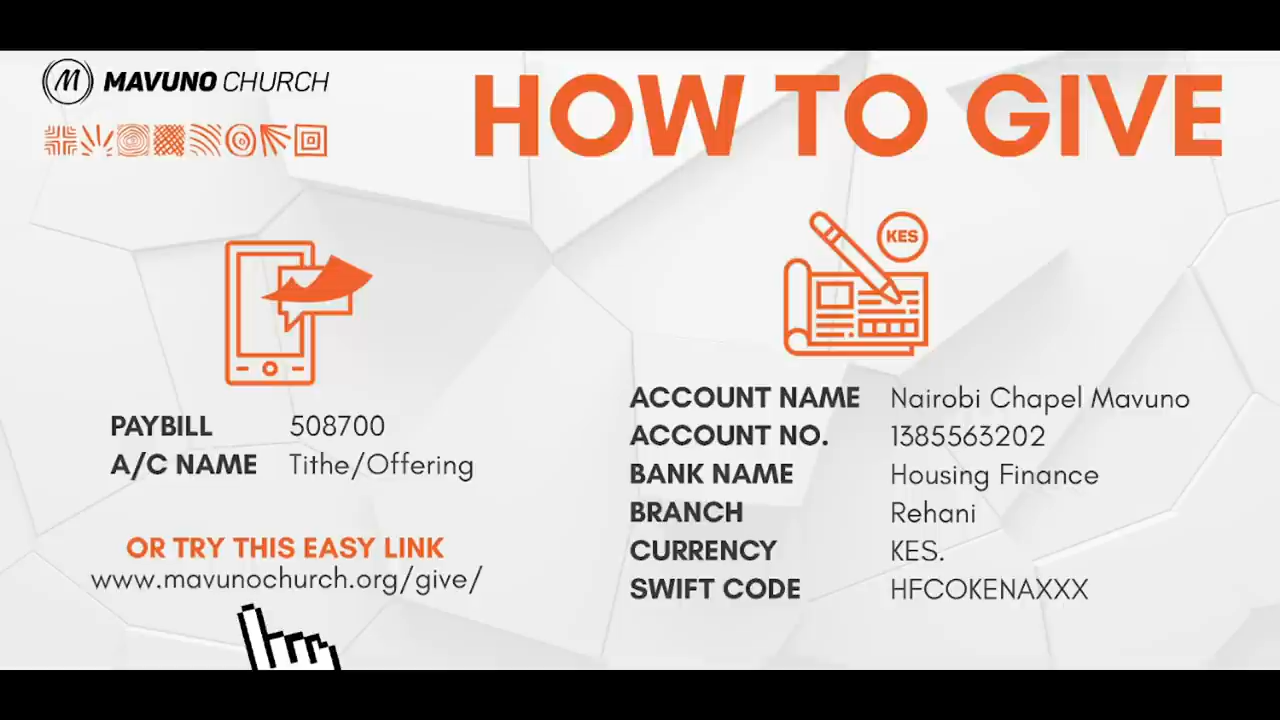 MAVUNO CHURCH
HOW TO GIVE
KES
PAYBILL 508700
A/C NAME Tithe/Offering
OR TRY THIS EASY LINK
www.mavunochurch.org/give/
ACCOUNT NAME Nairobi Chapel Mavuno
ACCOUNT NO. 1385563202
BANK NAME Housing Finance
BRANCH Rehani
CURRENCY KES.
SWIFT CODE HFCOKENAXXX